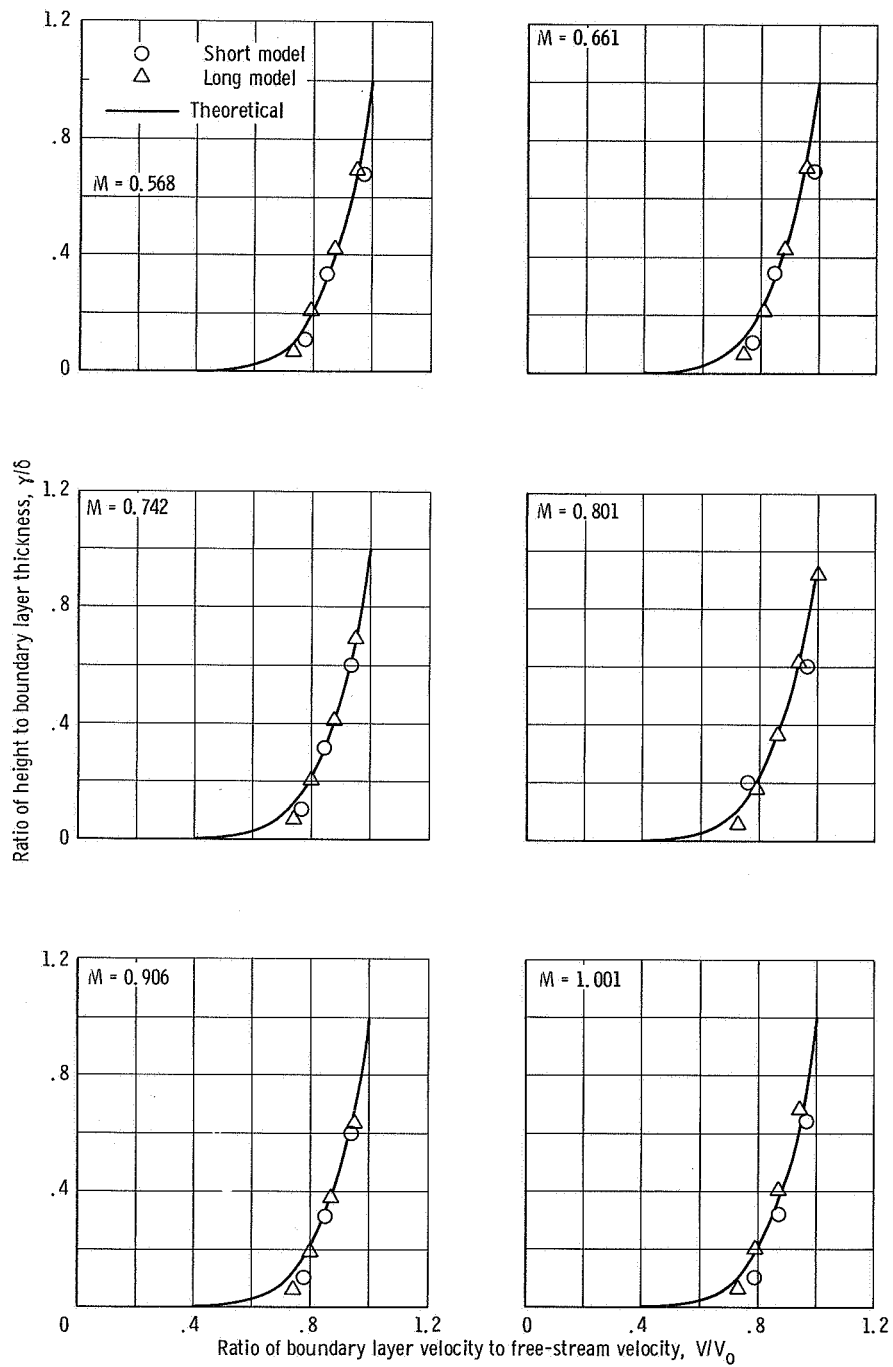 1.2
Short model
Long model
Theoretical
.8
M = 0.568
.4
0
M = 0.661
Ratio of height to boundary layer thickness, γ/δ
1.2
M = 0.742
.8
.4
0
M = 0.801
1.2
M = 0.906
.8
.4
0
.4
.8
1.2
M = 1.001
0
.4
.8
1.2
Ratio of boundary layer velocity to free-stream velocity, V/V₀